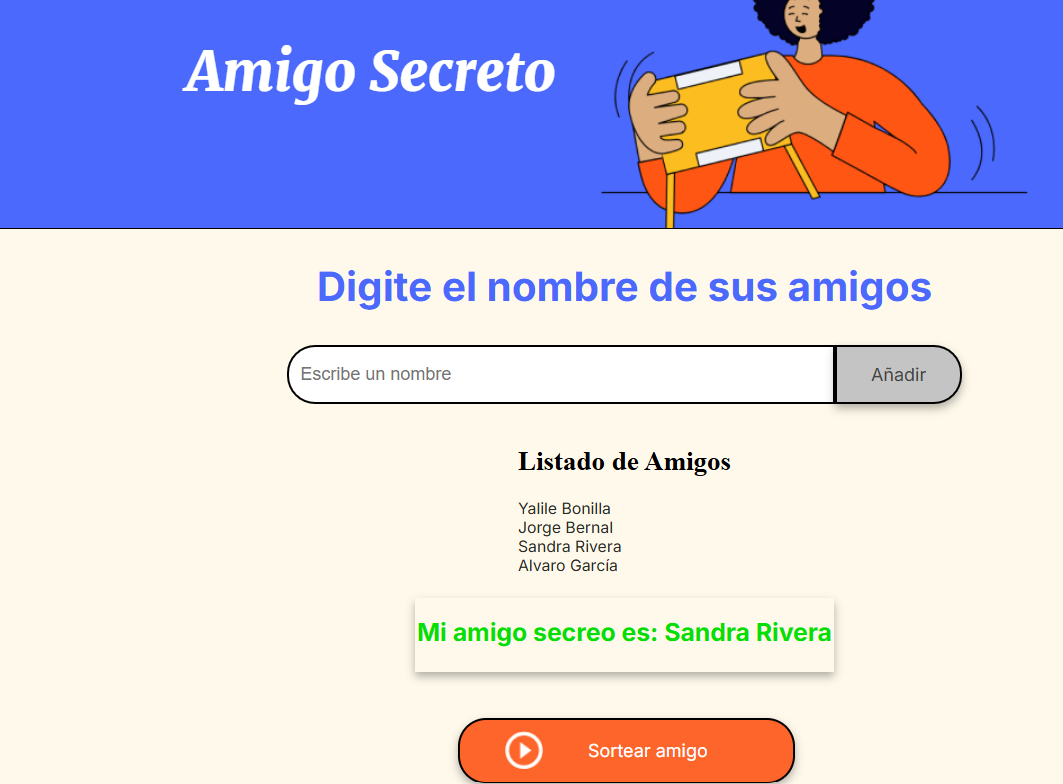 Amigo Secreto
Digite el nombre de sus amigos
Escribe un nombre
Añadir
Listado de Amigos
Yalile Bonilla
Jorge Bernal
Sandra Rivera
Alvaro García
Mi amigo secreo es: Sandra Rivera
Sortear amigo